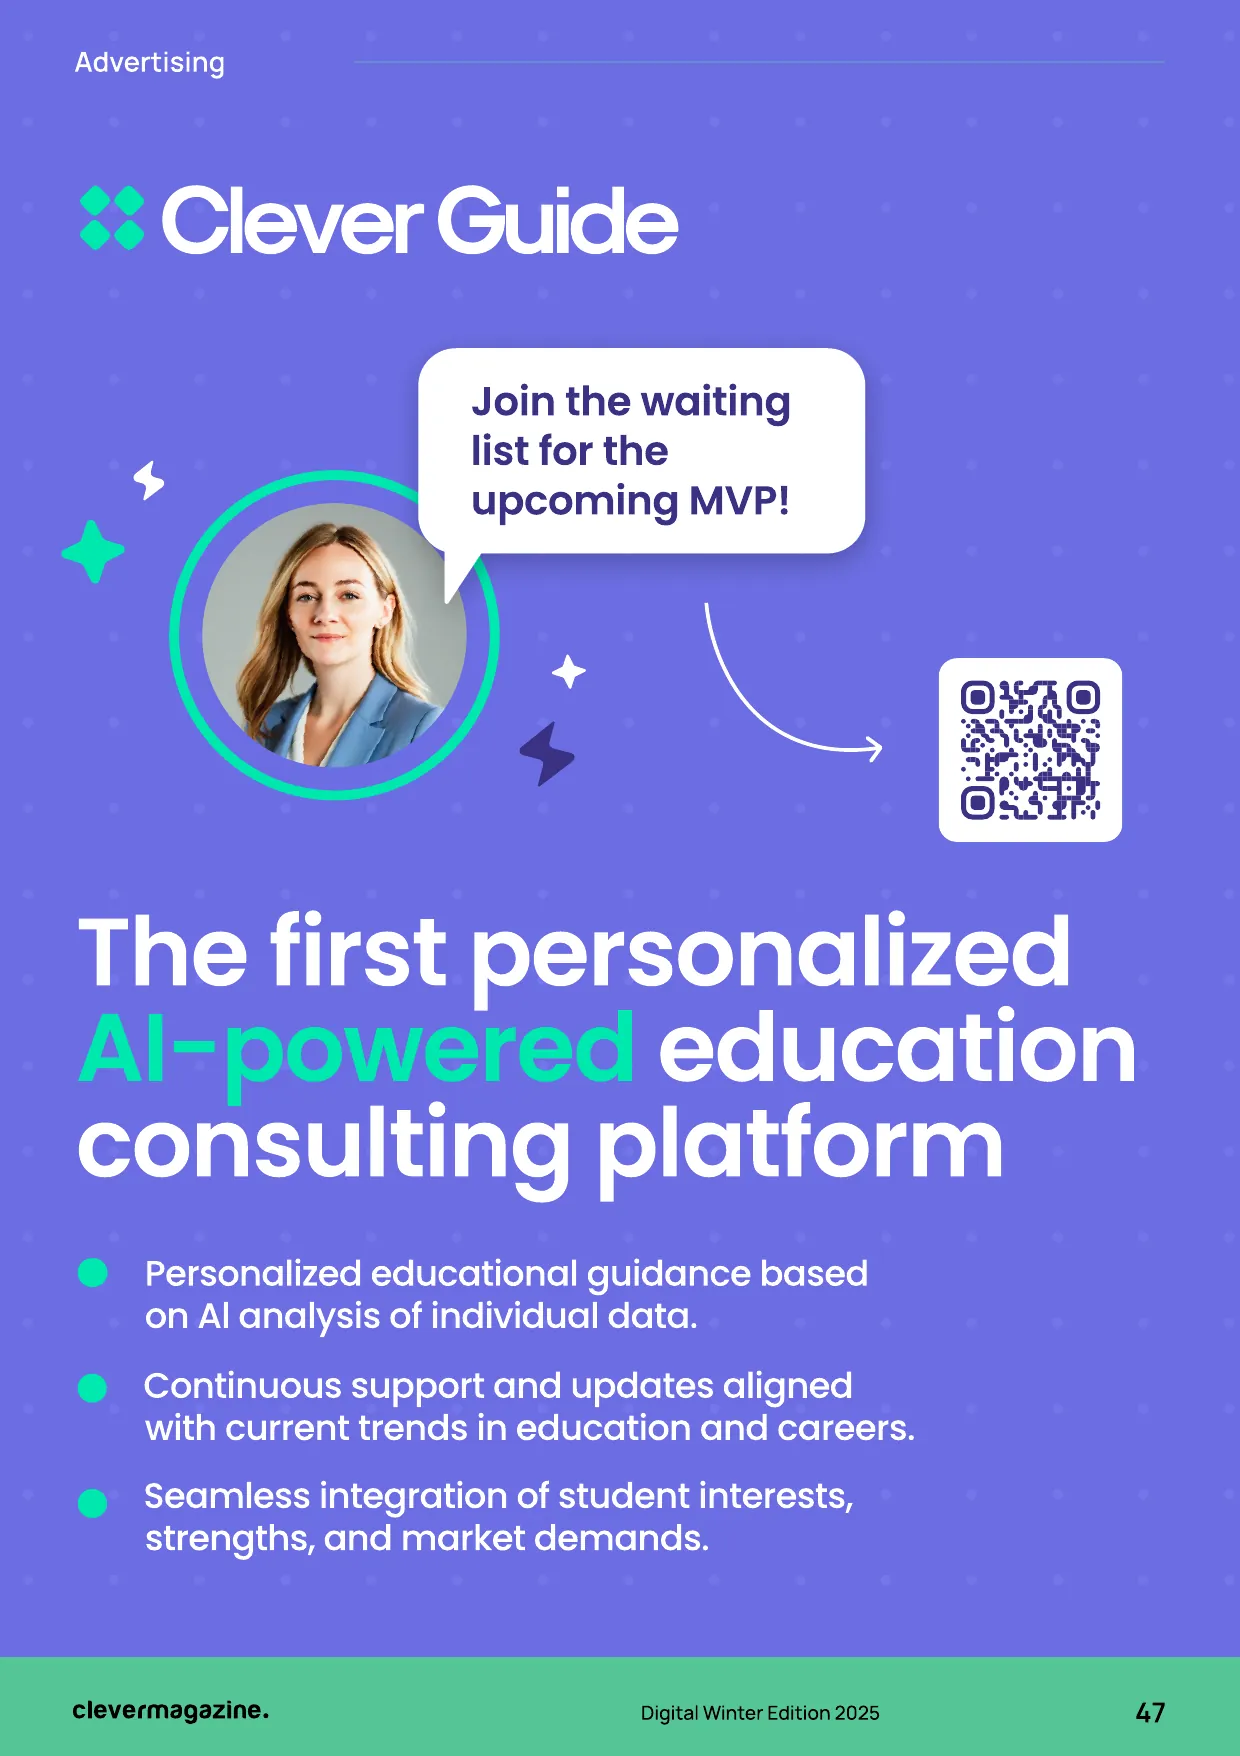 Advertising
Clever Guide
Join the waiting
list for the
upcoming MVP!
The first personalized
AI-powered education
consulting platform
Personalized educational guidance based
on AI analysis of individual data.
Continuous support and updates aligned
with current trends in education and careers.
Seamless integration of student interests,
strengths, and market demands.
clevermagazine.
Digital Winter Edition 2025
47